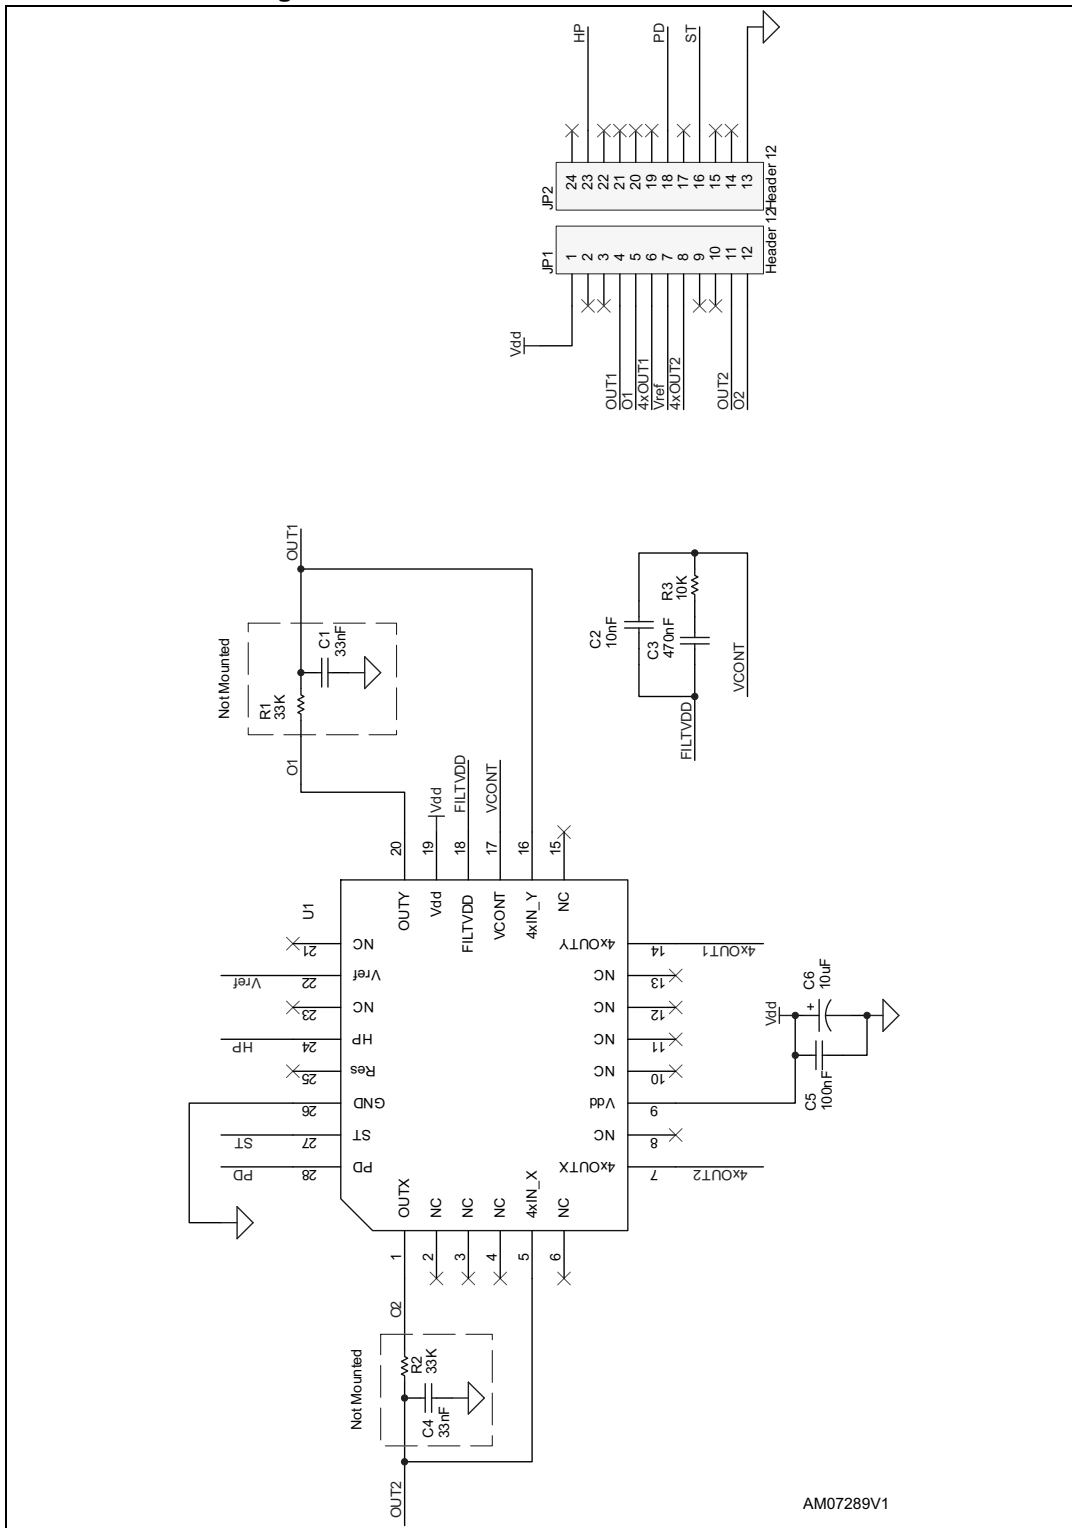 g
HP
PD
ST
JP2
24
23
22
21
20
19
18
17
16
15
14
13
Header 12
JP1
1
2
3
4
5
6
7
8
9
10
11
12
Header 12
Vdd
OUT1
O1
4xOUT1
Vref
4xOUT2
OUT2
O2
OUT1
Not Mounted
C1
33nF
R1
33K
O1
C2
10nF
C3
470nF
R3
10K
FILTVDD
VCONT
Vdd
FILTVDD
VCONT
20
19
18
17
16
15
U1
OUTY
Vdd
FILTVDD
VCONT
4xIN_Y
NC
21
NC
22
Vref
Vref
23
NC
24
HP
HP
25
Res
26
GND
27
ST
ST
28
PD
PD
4xOUTY
14
4xOUT1
NC
13
NC
12
NC
11
NC
10
Vdd
9
NC
8
4xOUTX
7
4xOUT2
Vdd
+
C6
10uF
C5
100nF
OUTX
NC
NC
NC
4xIN_X
NC
1
2
3
4
5
6
O2
Not Mounted
R2
33K
C4
33nF
OUT2
AM07289V1